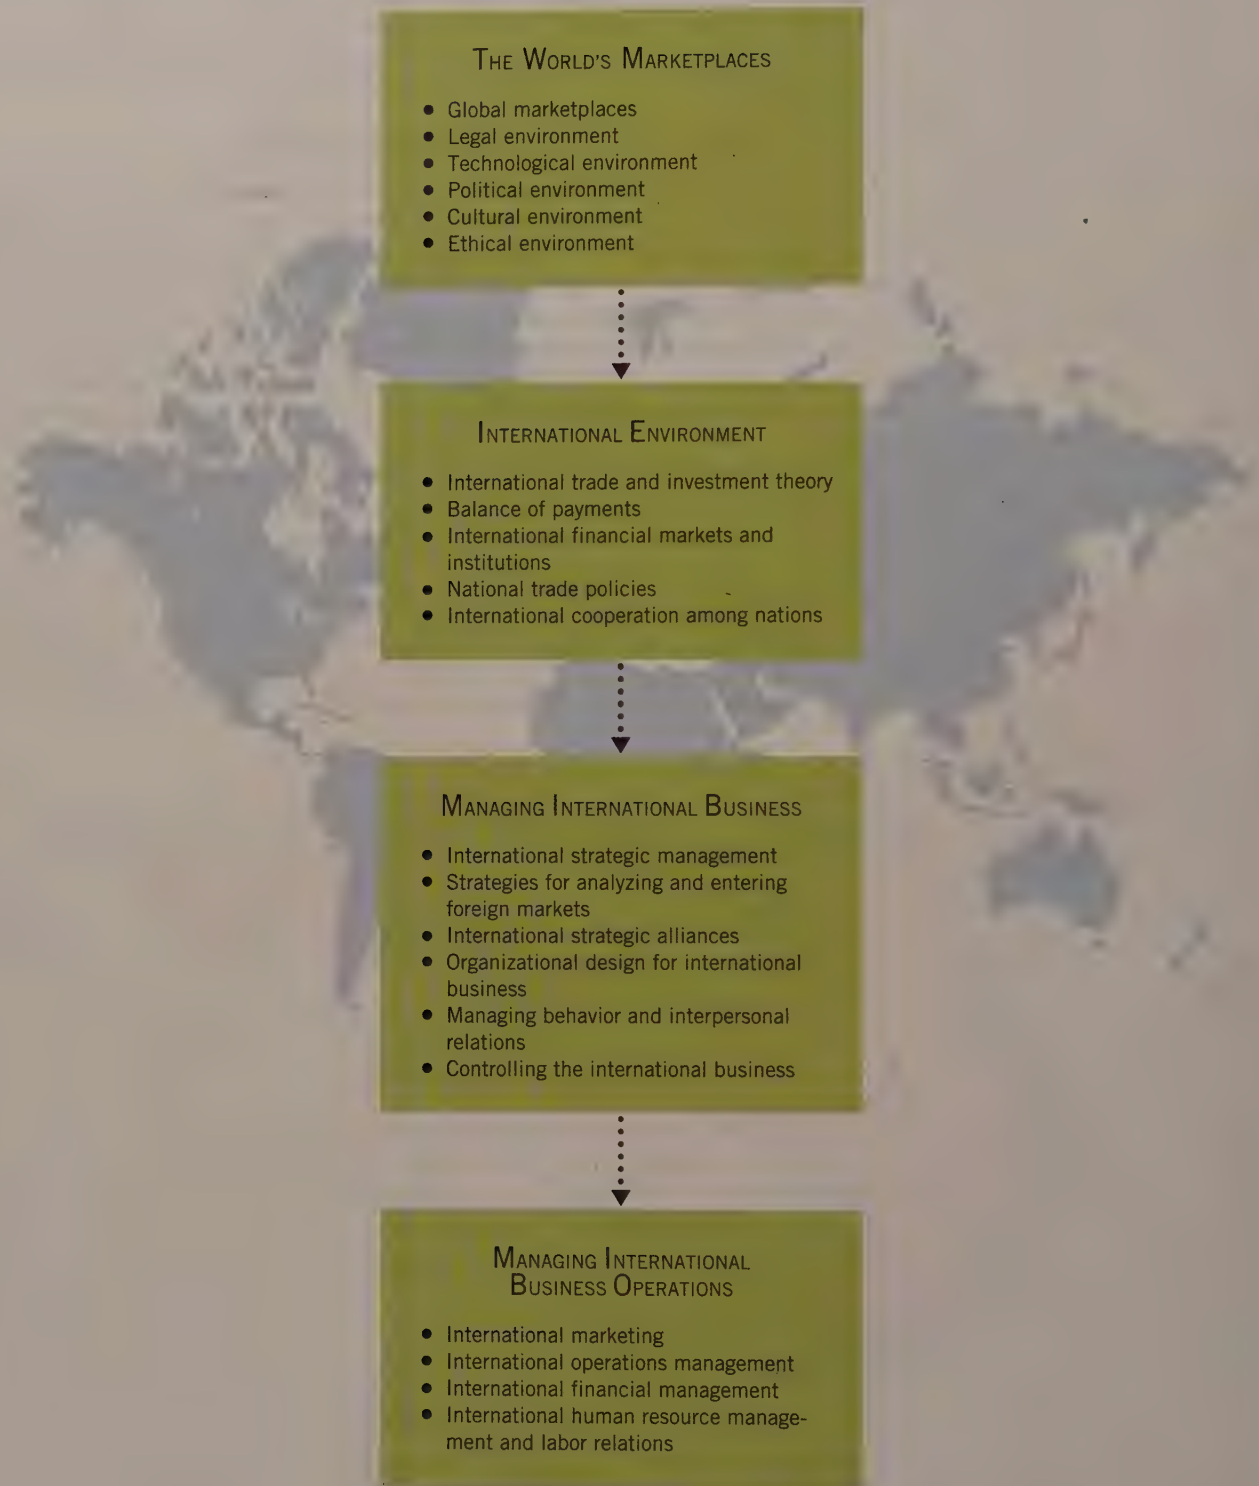 THE WORLD'S MARKETPLACES
• Global marketplaces
• Legal environment
• Technological environment
• Political environment
• Cultural environment
• Ethical environment
INTERNATIONAL ENVIRONMENT
• International trade and investment theory
• Balance of payments
• International financial markets and
institutions
• National trade policies
• International cooperation among nations
MANAGING INTERNATIONAL BUSINESS
• International strategic management
• Strategies for analyzing and entering
foreign markets
• International strategic alliances
• Organizational design for international
business
• Managing behavior and interpersonal
relations
• Controlling the international business
MANAGING INTERNATIONAL
BUSINESS OPERATIONS
• International marketing
• International operations management
• International financial management
• International human resource manage-
ment and labor relations